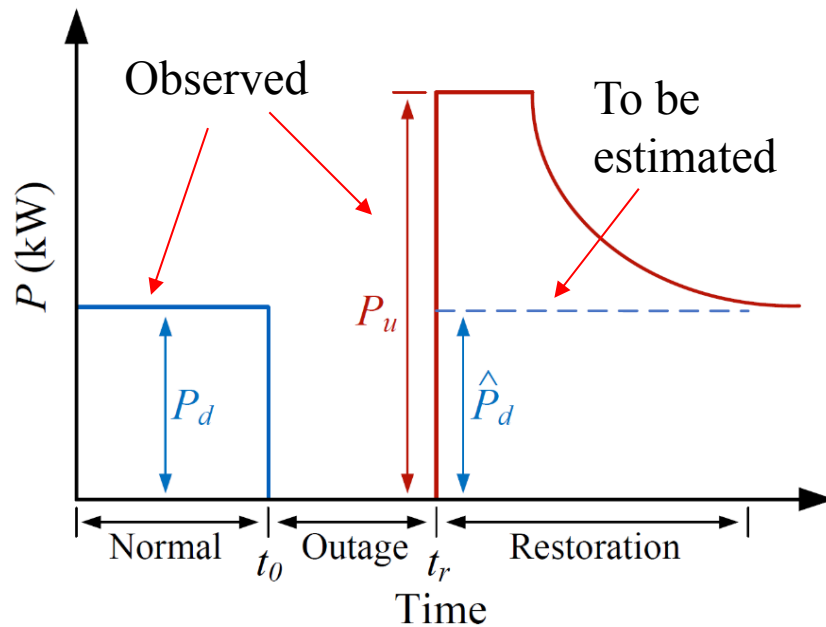 Observed
To be
estimated
P (kW)
P_u
P_d
P̂_d
Normal
Outage
Restoration
t_0
t_r
Time